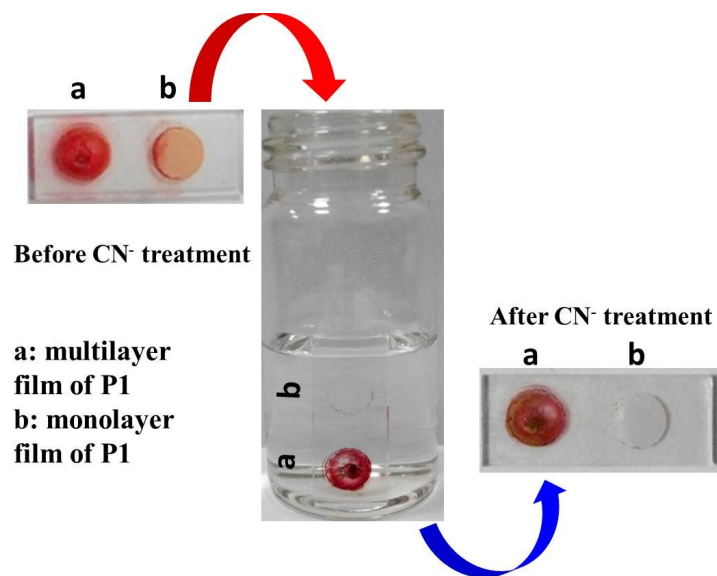 a b
Before CN- treatment
a: multilayer
film of P1
b: monolayer
film of P1
b
a
After CN- treatment
a b